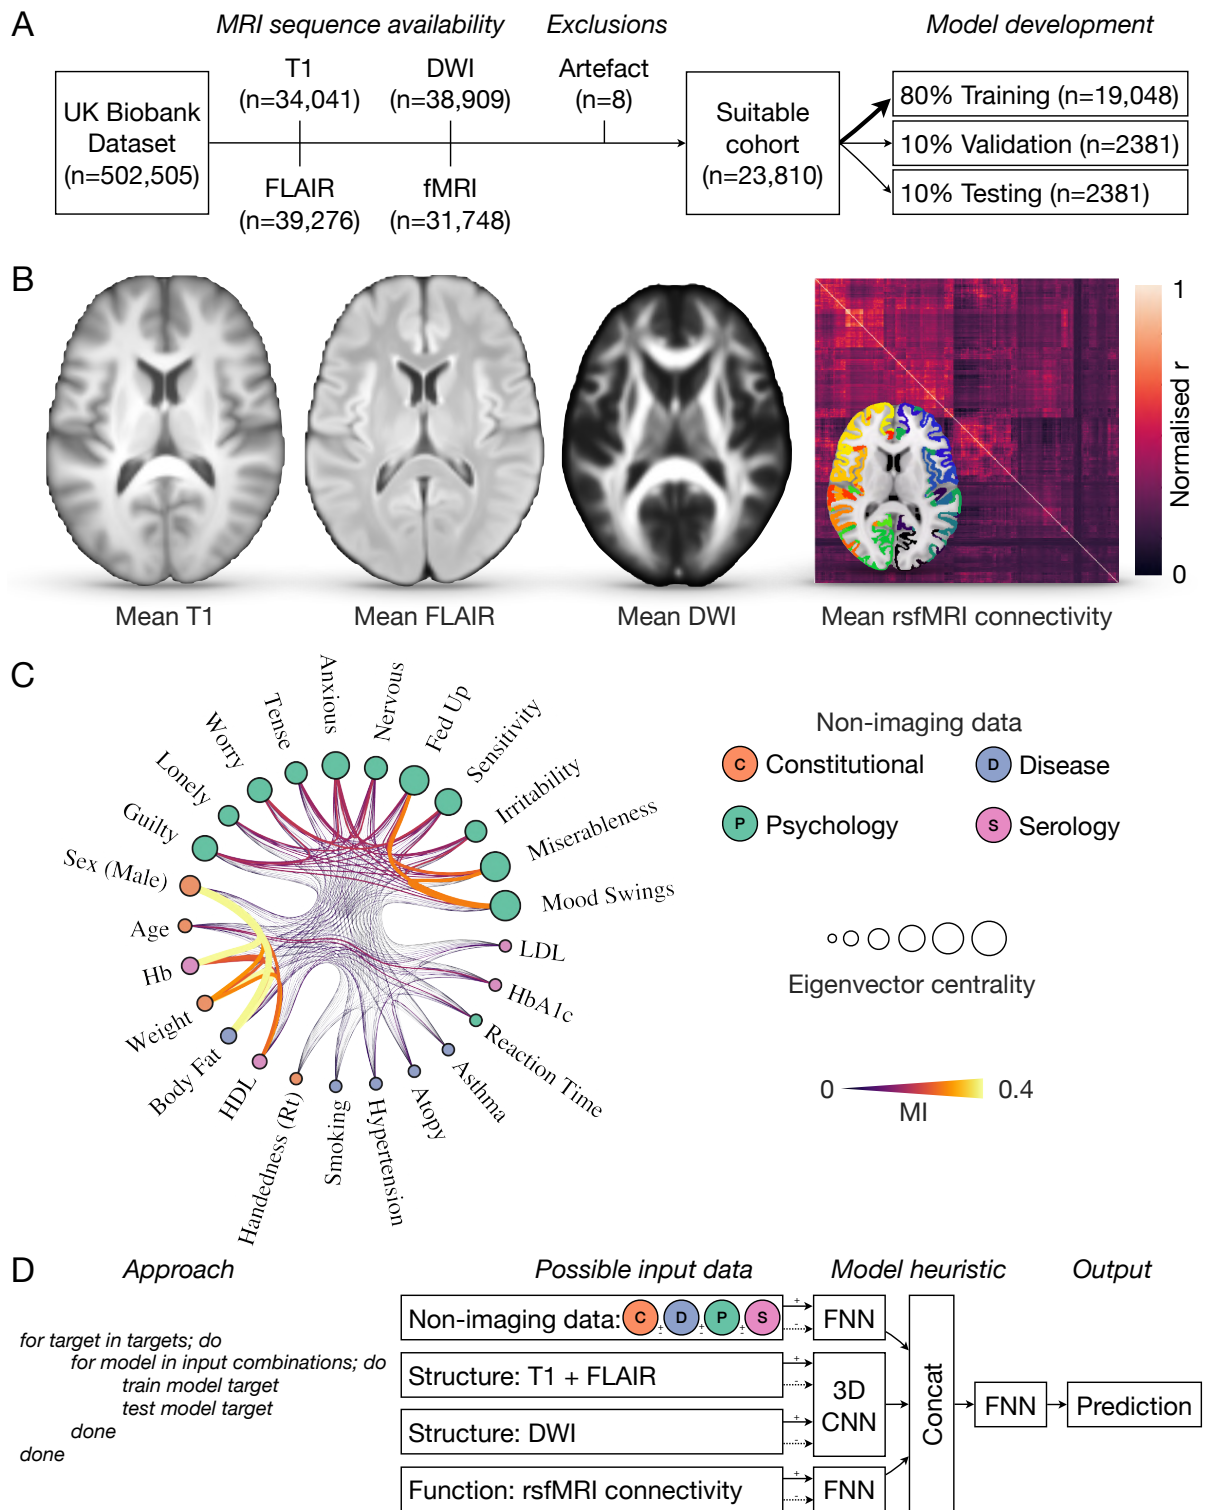 A
MRI sequence availability
Exclusions
Model development
UK Biobank
Dataset
(n=502,505)
T1
(n=34,041)
DWI
(n=38,909)
FLAIR
(n=39,276)
fMRI
(n=31,748)
Artefact
(n=8)
Suitable
cohort
(n=23,810)
80% Training (n=19,048)
10% Validation (n=2381)
10% Testing (n=2381)
B
1
Normalised r
0
Mean T1
Mean FLAIR
Mean DWI
Mean rsfMRI connectivity
C
Guilty
Lonely
Worry
Tense
Anxious
Nervous
Fed Up
Sensitivity
Irritability
Miserableness
Mood Swings
LDL
HbA1c
Reaction Time
Asthma
Atopy
Hypertension
Smoking
Handedness (Rt)
HDL
Body Fat
Weight
Hb
Age
Sex (Male)
Non-imaging data
C Constitutional
D Disease
P Psychology
S Serology
Eigenvector centrality
0
0.4
MI
D
Approach
Possible input data
Model heuristic
Output
for target in targets; do
for model in input combinations; do
train model target
test model target
done
done
Non-imaging data: C +- D +- P +- S
+
-
FNN
Structure: T1 + FLAIR
+
-
3D
CNN
Structure: DWI
+
-
Function: rsfMRI connectivity
+
-
FNN
Concat
FNN
Prediction